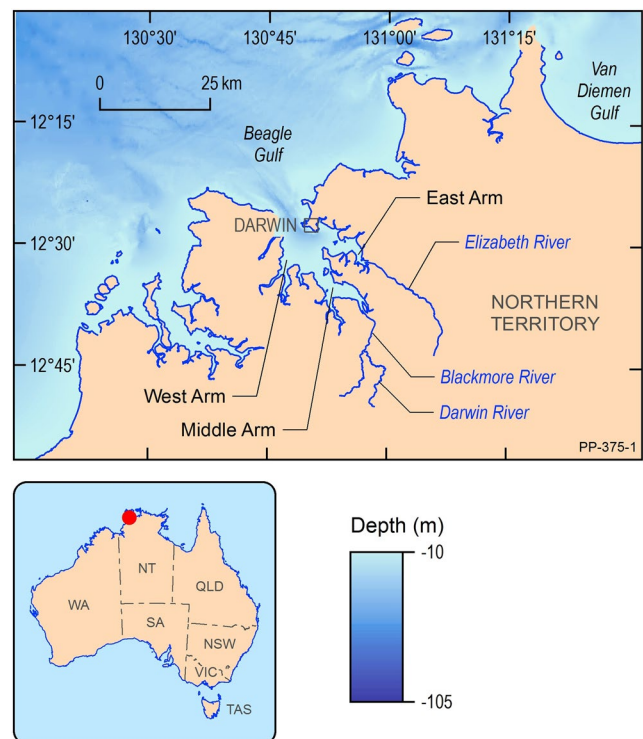 130°30'
130°45'
131°00'
131°15'
0
25 km
Van
Diemen
Gulf
12°15'
Beagle
Gulf
East Arm
DARWIN
12°30'
Elizabeth River
NORTHERN
TERRITORY
12°45'
Blackmore River
West Arm
Darwin River
Middle Arm
PP-375-1
NT
QLD
WA
SA
NSW
VIC
TAS
Depth (m)
-10
-105